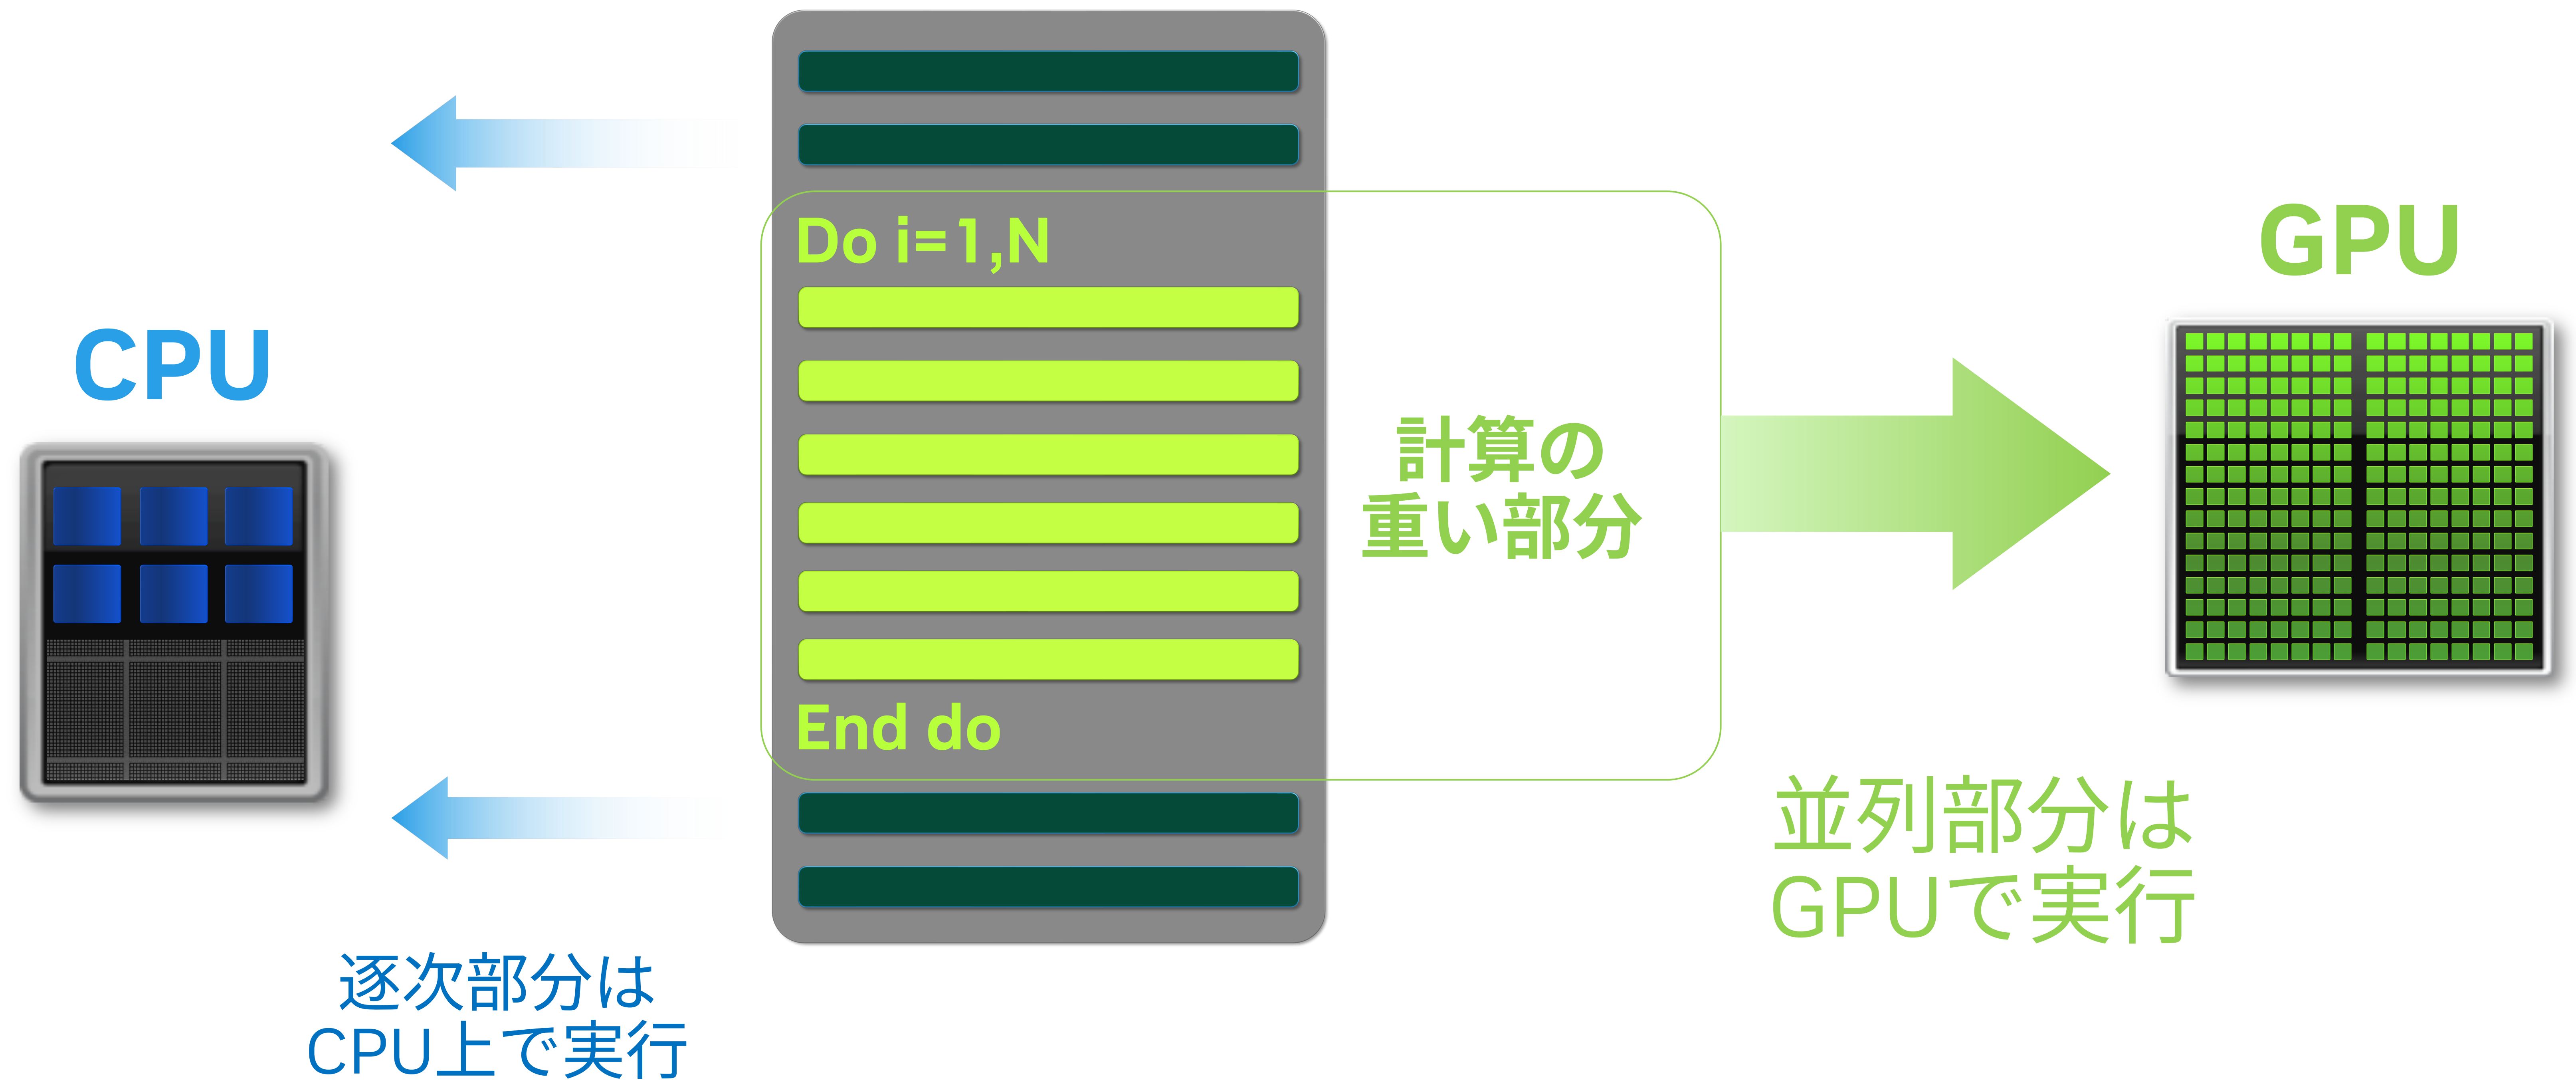 CPU
逐次部分は
CPU上で実行
Do i=1,N
End do
計算の
重い部分
GPU
並列部分は
GPUで実行